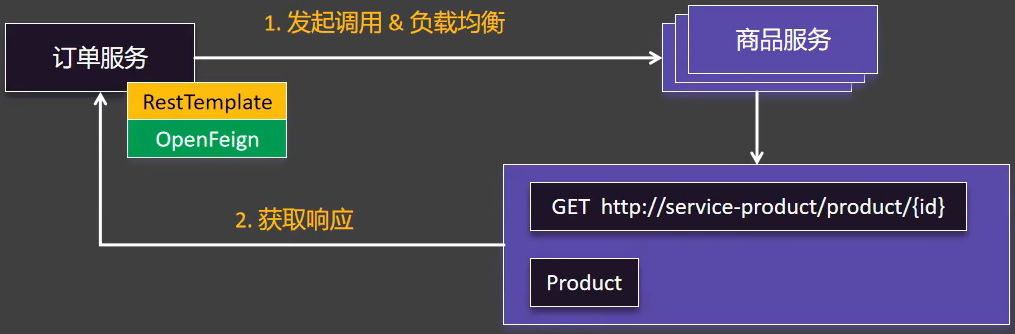 1. 发起调用 & 负载均衡
订单服务
商品服务
RestTemplate
OpenFeign
2. 获取响应
GET http://service-product/product/{id}
Product